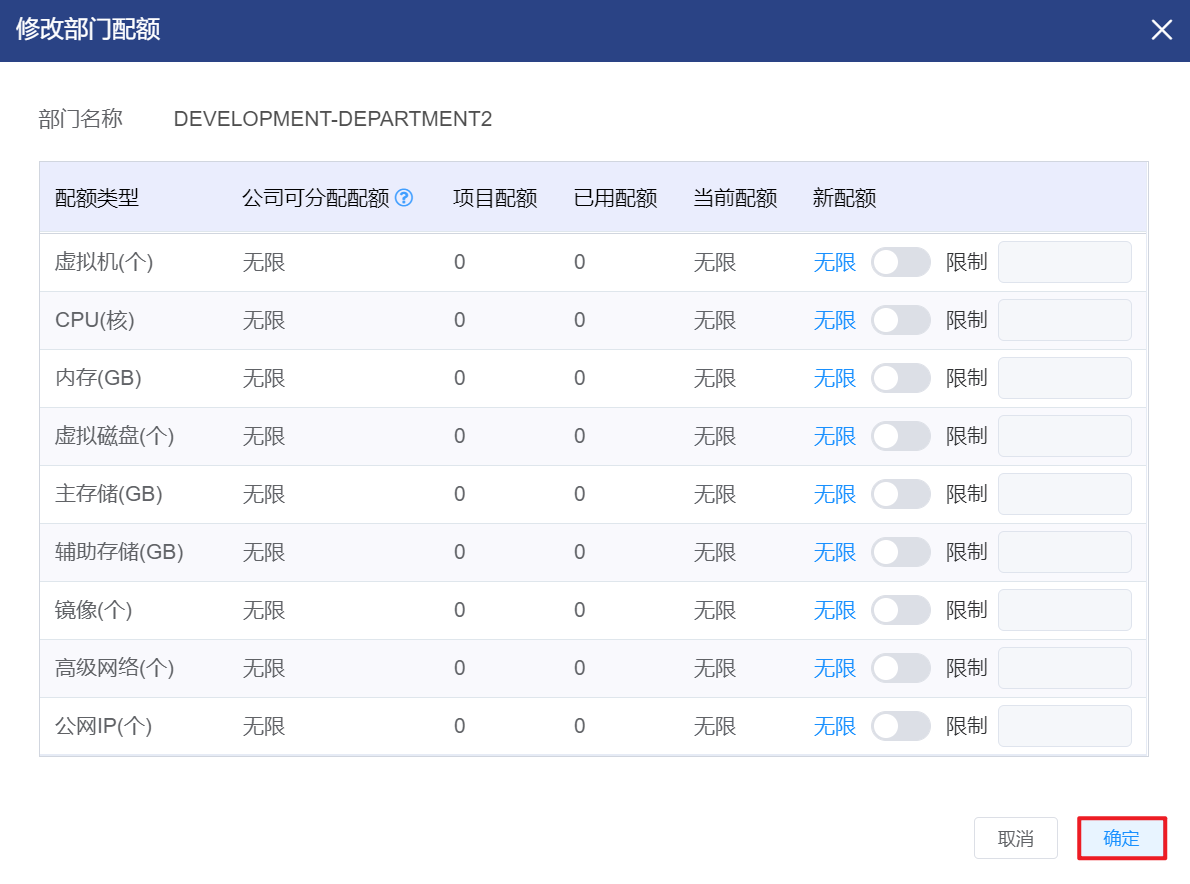 修改部门配额
部门名称 DEVELOPMENT-DEPARTMENT2
配额类型 公司可分配配额 ? 项目配额 已用配额 当前配额 新配额
虚拟机(个) 无限 0 0 无限 无限 限制
CPU(核) 无限 0 0 无限 无限 限制
内存(GB) 无限 0 0 无限 无限 限制
虚拟磁盘(个) 无限 0 0 无限 无限 限制
主存储(GB) 无限 0 0 无限 无限 限制
辅助存储(GB) 无限 0 0 无限 无限 限制
镜像(个) 无限 0 0 无限 无限 限制
高级网络(个) 无限 0 0 无限 无限 限制
公网IP(个) 无限 0 0 无限 无限 限制
取消 确定